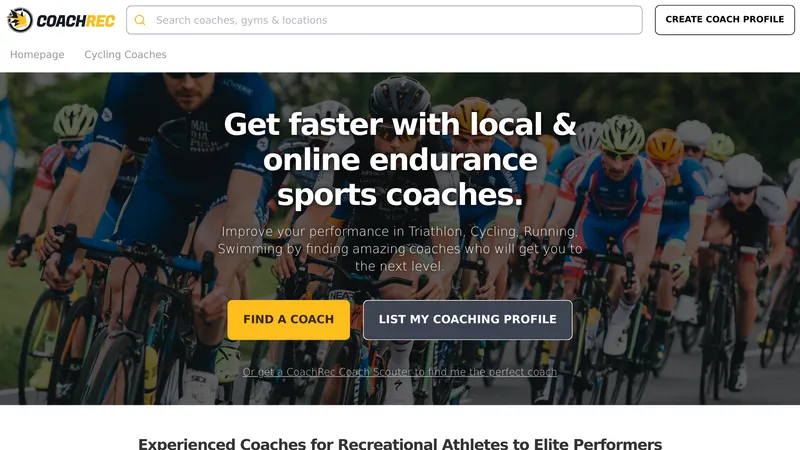 COACHREC
Search coaches, gyms & locations
CREATE COACH PROFILE
Homepage
Cycling Coaches
Get faster with local &
online endurance
sports coaches.
Improve your performance in Triathlon, Cycling, Running,
Swimming by finding amazing coaches who will get you to
the next level.
FIND A COACH
LIST MY COACHING PROFILE
Or get a CoachRec Coach Scouter to find me the perfect coach
Experienced Coaches for Recreational Athletes to Elite Performers